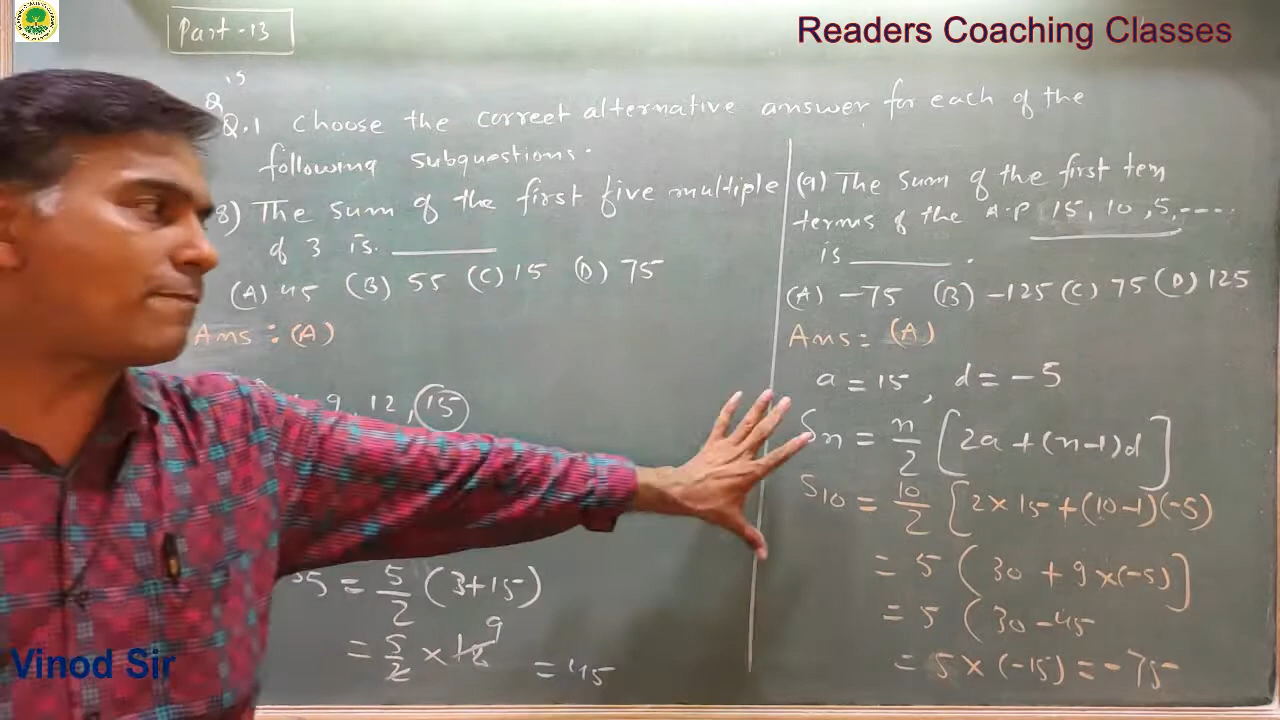 Readers Coaching Classes
Part-13
Q.1 Choose the correct alternative answer for each of the
following subquestions.
8) The sum of the first five multiple
of 3 is. ______
(A) 45 (B) 55 (C) 15 (D) 75
Ans : (A)
9, 12, 15
S5 = 5/2 (3+15)
= 5/2 × 18 9 = 45
(9) The sum of the first ten
terms of the A.P 15, 10, 5, ----
is ______ .
(A) -75 (B) -125 (C) 75 (D) 125
Ans: (A)
a = 15 , d = -5
Sn = n/2 [2a + (n-1)d]
S10 = 10/2 [2 × 15 + (10-1)(-5)
= 5 ( 30 + 9 × (-5) ]
= 5 ( 30 - 45
= 5 × (-15) = -75
Vinod Sir